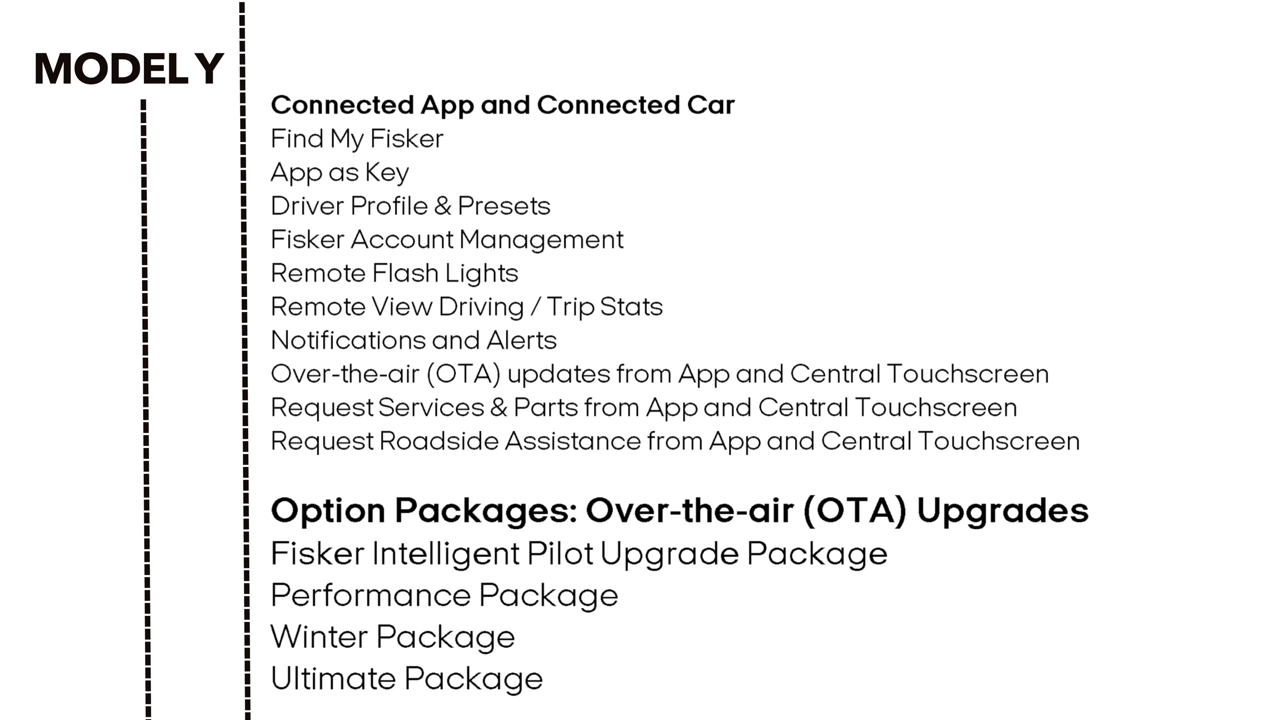 MODEL Y
Connected App and Connected Car
Find My Fisker
App as Key
Driver Profile & Presets
Fisker Account Management
Remote Flash Lights
Remote View Driving / Trip Stats
Notifications and Alerts
Over-the-air (OTA) updates from App and Central Touchscreen
Request Services & Parts from App and Central Touchscreen
Request Roadside Assistance from App and Central Touchscreen
Option Packages: Over-the-air (OTA) Upgrades
Fisker Intelligent Pilot Upgrade Package
Performance Package
Winter Package
Ultimate Package